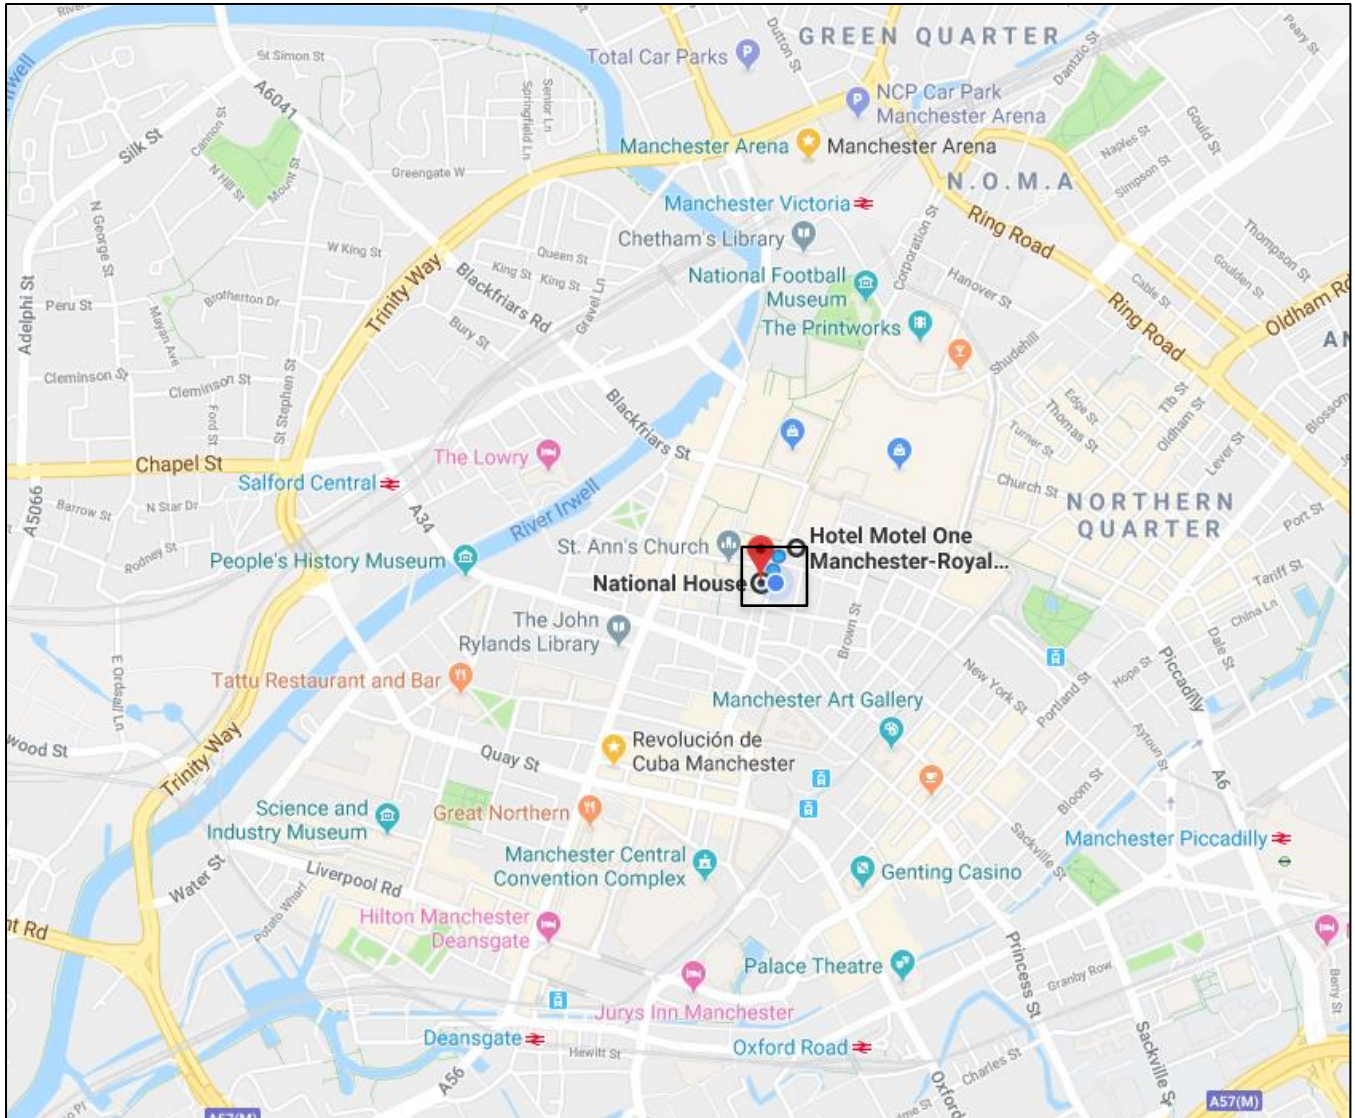 GREEN QUARTER
Total Car Parks
Dutton St
Dantzic St
Peary St
St Simon St
Senior Ln
Springfield Ln
A6041
NCP Car Park
Manchester Arena
Irwell
Silk St
Cannon St
Manchester Arena
Manchester Arena
Naples St
Gould St
N Hill St
Mount St
Greengate W
N.O.M.A
Simpson St
Manchester Victoria
N George St
Chetham's Library
Corporation St
Ring Road
Thompson St
W King St
Queen St
Trinity Way
King St
King St
National Football
Museum
Hanover St
Goulden St
Cable St
Adelphi St
Peru St
Brotherton Dr
Mayan Ave
Blackfriars Rd
Gravel Ln
Bury St
The Printworks
Ring Road
Oldham Rd
Shudehill
Cleminson St
Cleminson St
Ford St
St Stephen St
Blackfriars St
Edge St
Thomas St
Tib St
Oldham St
Turner St
Lever St
Blossom
Chapel St
The Lowry
Salford Central
Church St
NORTHERN
QUARTER
A5066
Barrow St
N Star Dr
A34
River Irwell
Port St
Rodney St
People's History Museum
St. Ann's Church
Hotel Motel One
Manchester-Royal...
National House
Tariff St
China Ln
The John
Rylands Library
Brown St
Dale St
E Ordsall Ln
Tattu Restaurant and Bar
New York St
Hope St
Piccadilly
Portland St
Manchester Art Gallery
wood St
Trinity Way
Quay St
Revolución de
Cuba Manchester
Aytoun St
A6
Bloom St
Science and
Industry Museum
Great Northern
Sackville St
Manchester Piccadilly
Manchester Central
Convention Complex
Genting Casino
Water St
Liverpool Rd
Potato Wharf
Hilton Manchester
Deansgate
nt Rd
Princess St
Palace Theatre
Granby Row
Berry St
Jurys Inn Manchester
Deansgate
Hewitt St
Oxford Road
Charles St
Sackville St
A56
Oxford
A57(M)
A57(M)